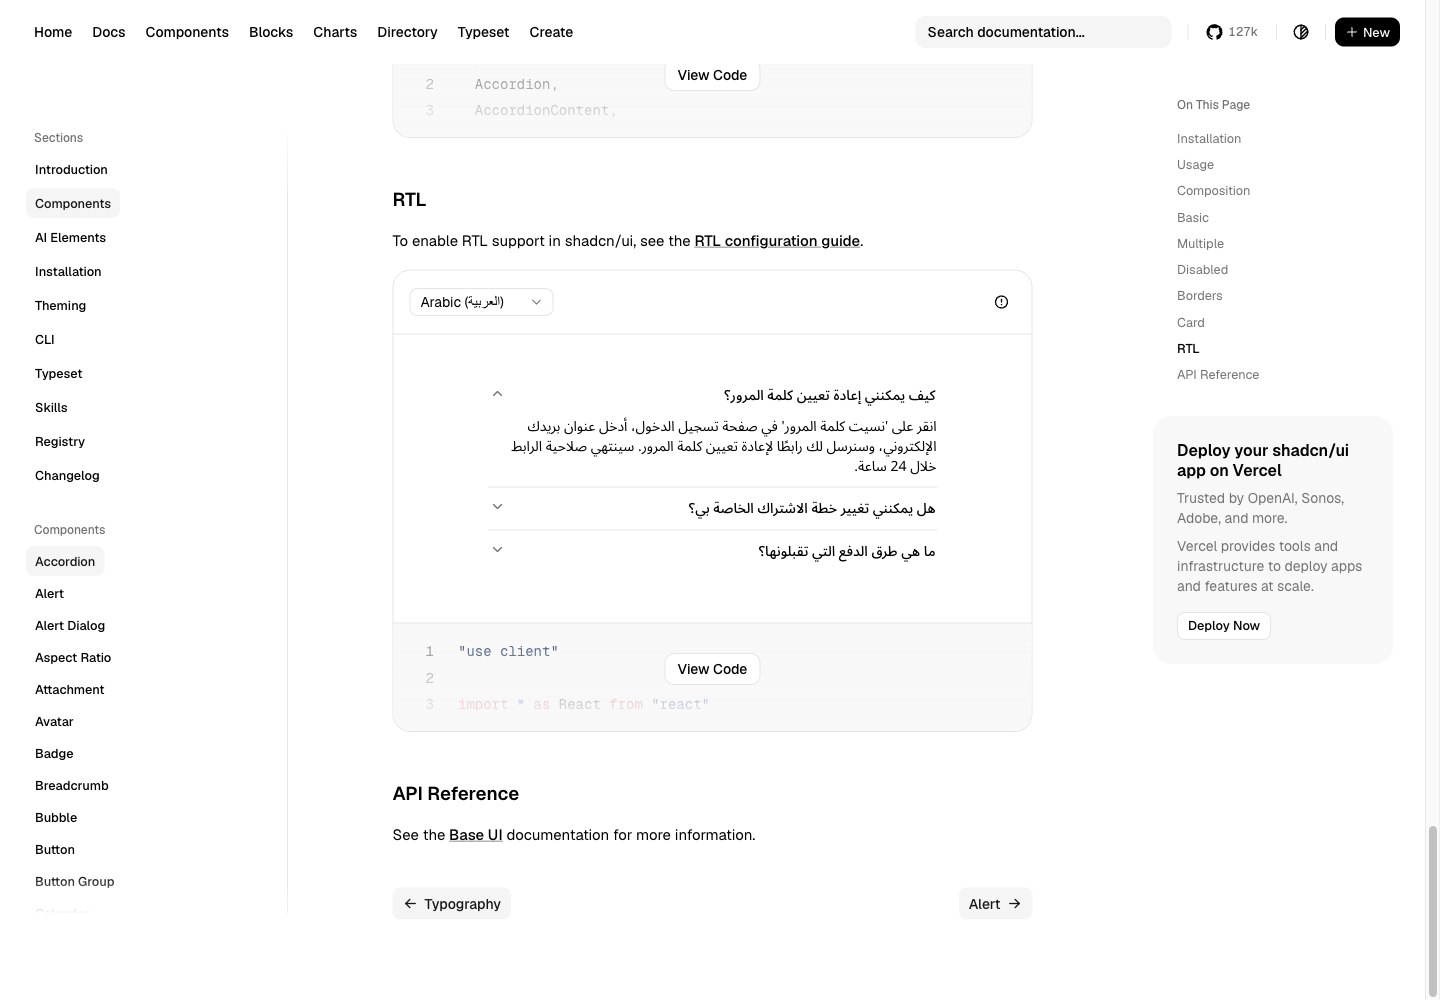 Home Docs Components Blocks Charts Directory Typeset Create
Search documentation...
127k
New
Sections
Introduction
Components
AI Elements
Installation
Theming
CLI
Typeset
Skills
Registry
Changelog
Components
Accordion
Alert
Alert Dialog
Aspect Ratio
Attachment
Avatar
Badge
Breadcrumb
Bubble
Button
Button Group
Calendar
View Code
2 Accordion,
3 AccordionContent,
RTL
To enable RTL support in shadcn/ui, see the RTL configuration guide.
Arabic (العربية)
كيف يمكنني إعادة تعيين كلمة المرور؟
انقر على 'نسيت كلمة المرور' في صفحة تسجيل الدخول، أدخل عنوان بريدك
الإلكتروني، وسنرسل لك رابطًا لإعادة تعيين كلمة المرور. سينتهي صلاحية الرابط
خلال 24 ساعة.
هل يمكنني تغيير خطة الاشتراك الخاصة بي؟
ما هي طرق الدفع التي تقبلونها؟
1 "use client"
View Code
2
3 import * as React from "react"
API Reference
See the Base UI documentation for more information.
Typography
Alert
On This Page
Installation
Usage
Composition
Basic
Multiple
Disabled
Borders
Card
RTL
API Reference
Deploy your shadcn/ui
app on Vercel
Trusted by OpenAI, Sonos,
Adobe, and more.
Vercel provides tools and
infrastructure to deploy apps
and features at scale.
Deploy Now